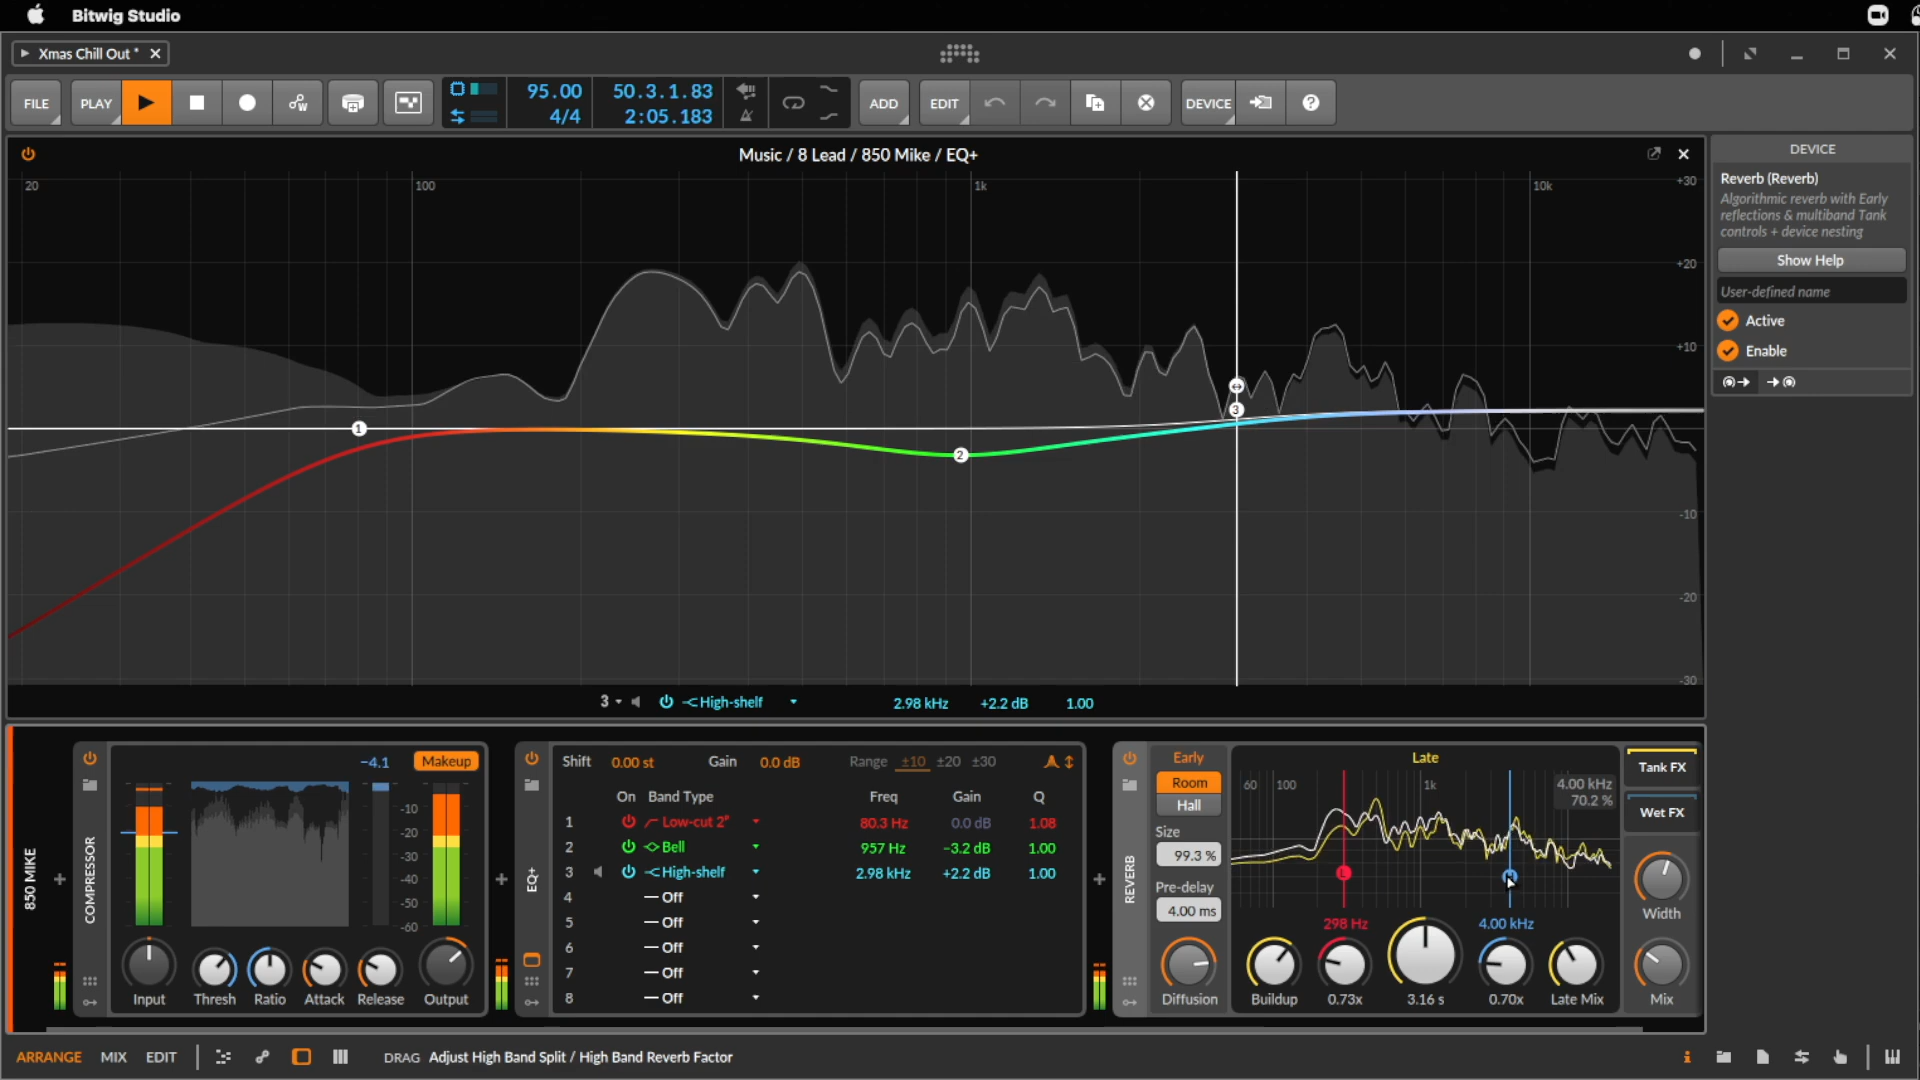 Bitwig Studio
Xmas Chill Out *
FILE PLAY 95.00 4/4 50.3.1.83 2:05.183 ADD EDIT DEVICE
Music / 8 Lead / 850 Mike / EQ+
20 100 1k 10k
+30
+20
+10
-10
-20
-30
3 High-shelf 2.98 kHz +2.2 dB 1.00
1
2
3
DEVICE
Reverb (Reverb)
Algorithmic reverb with Early
reflections & multiband Tank
controls + device nesting
Show Help
User-defined name
Active
Enable
850 MIKE
COMPRESSOR
-4.1 Makeup
-10
-20
-30
-40
-50
-60
Input Thresh Ratio Attack Release Output
EQ+
Shift 0.00 st Gain 0.0 dB Range ±10 ±20 ±30
On Band Type Freq Gain Q
1 Low-cut 2" 80.3 Hz 0.0 dB 1.08
2 Bell 957 Hz -3.2 dB 1.00
3 High-shelf 2.98 kHz +2.2 dB 1.00
4 Off
5 Off
6 Off
7 Off
8 Off
REVERB
Early
Room
Hall
Size
99.3 %
Pre-delay
4.00 ms
Diffusion
Late
60 100 1k
4.00 kHz
70.2 %
L
298 Hz 4.00 kHz
Buildup 0.73x 3.16 s 0.70x Late Mix
Tank FX
Wet FX
Width
Mix
ARRANGE MIX EDIT DRAG Adjust High Band Split / High Band Reverb Factor